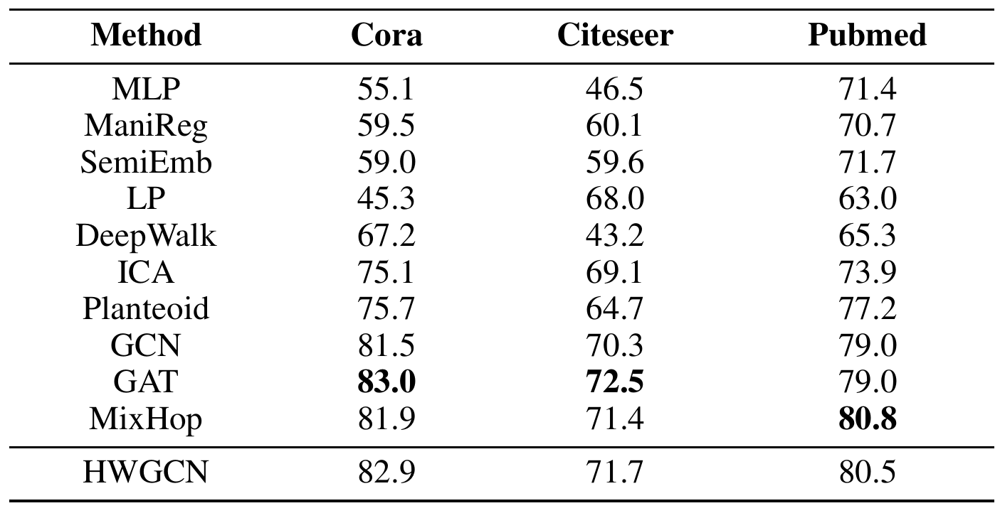 Method Cora Citeseer Pubmed
MLP 55.1 46.5 71.4
ManiReg 59.5 60.1 70.7
SemiEmb 59.0 59.6 71.7
LP 45.3 68.0 63.0
DeepWalk 67.2 43.2 65.3
ICA 75.1 69.1 73.9
Planteoid 75.7 64.7 77.2
GCN 81.5 70.3 79.0
GAT 83.0 72.5 79.0
MixHop 81.9 71.4 80.8
HWGCN 82.9 71.7 80.5